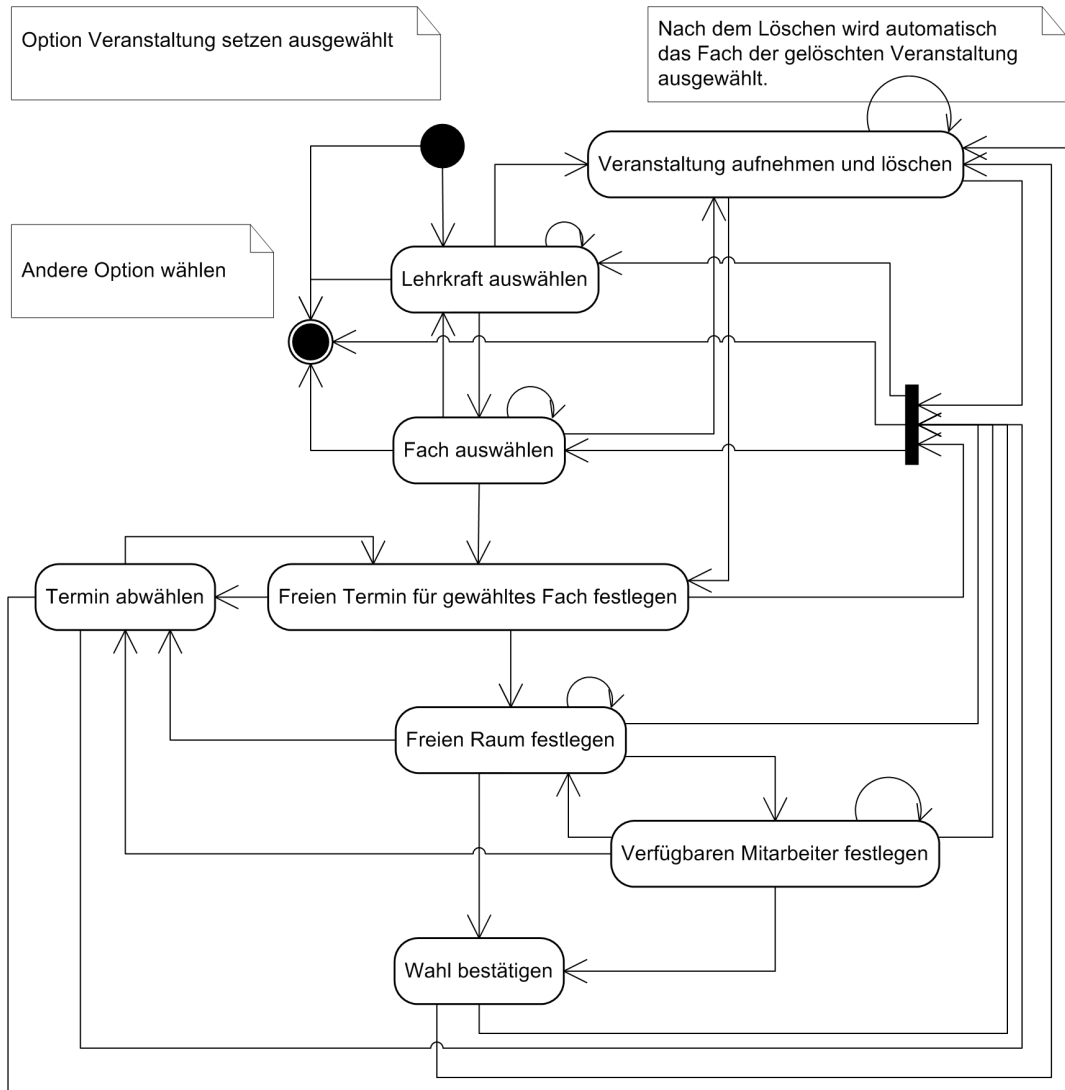 Option Veranstaltung setzen ausgewählt
Nach dem Löschen wird automatisch
das Fach der gelöschten Veranstaltung
ausgewählt.
Veranstaltung aufnehmen und löschen
Andere Option wählen
Lehrkraft auswählen
Fach auswählen
Termin abwählen
Freien Termin für gewähltes Fach festlegen
Freien Raum festlegen
Verfügbaren Mitarbeiter festlegen
Wahl bestätigen